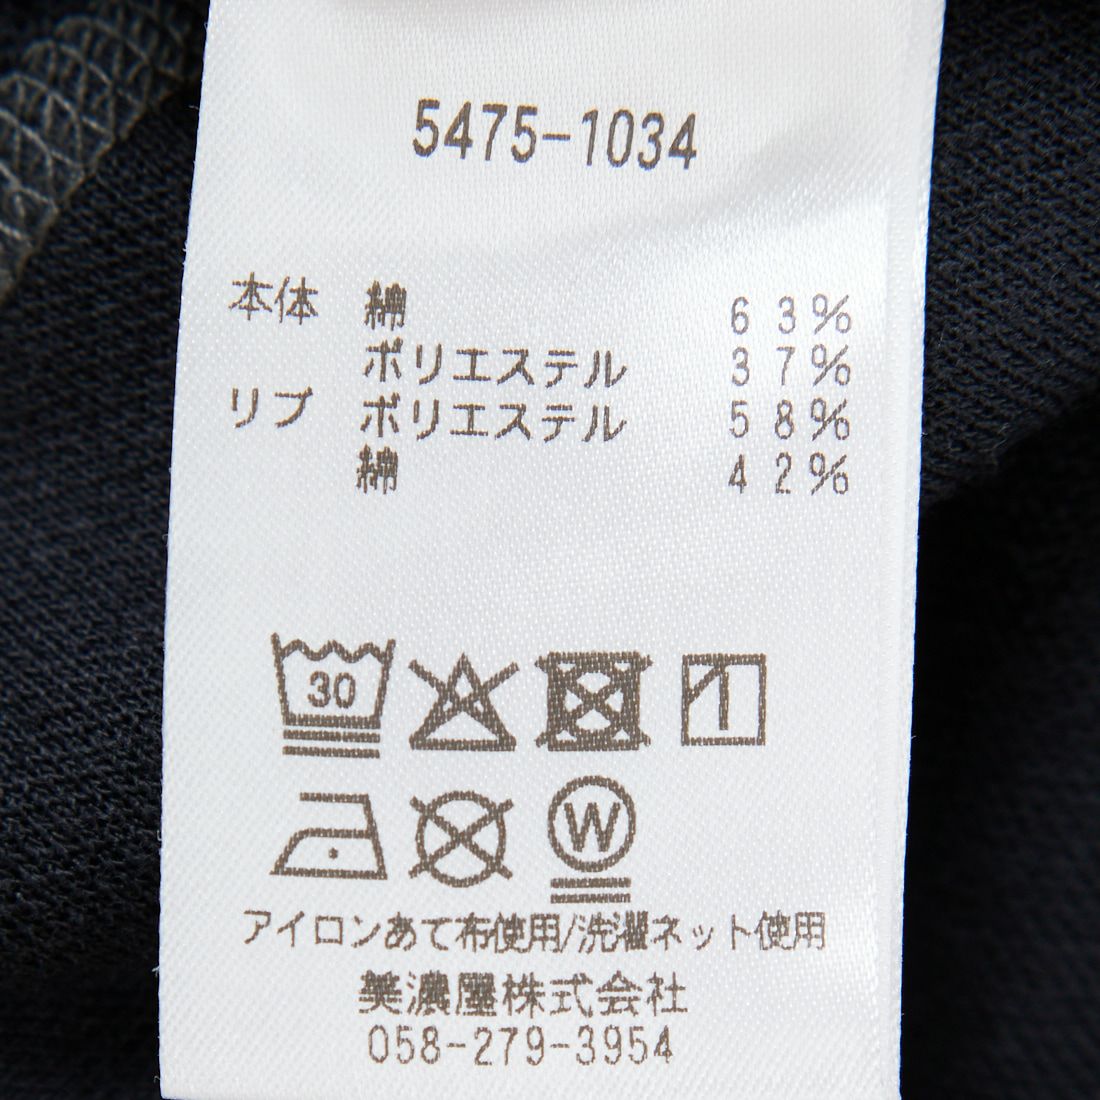 5475-1034
本体 綿 63%
ポリエステル 37%
リブ ポリエステル 58%
綿 42%
30
W
アイロンあて布使用/洗濯ネット使用
美濃屋株式会社
058-279-3954